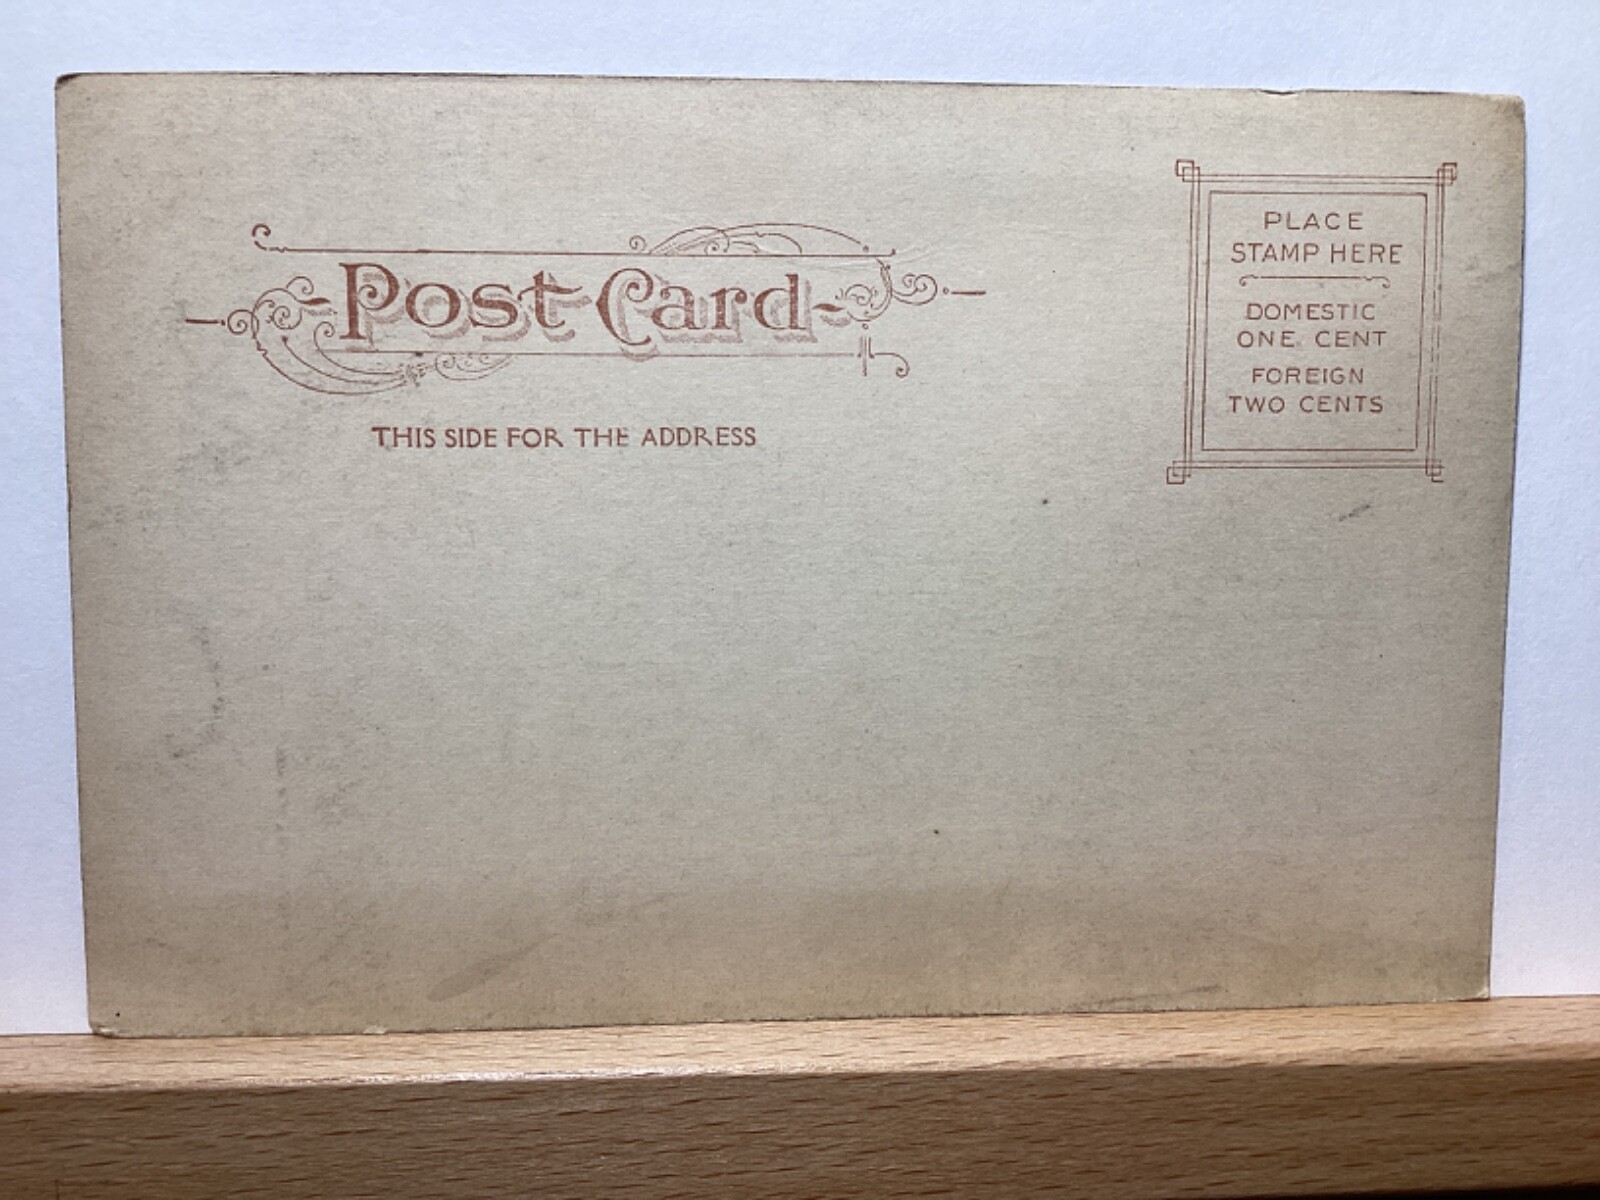 Post Card
THIS SIDE FOR THE ADDRESS
PLACE
STAMP HERE
DOMESTIC
ONE CENT
FOREIGN
TWO CENTS